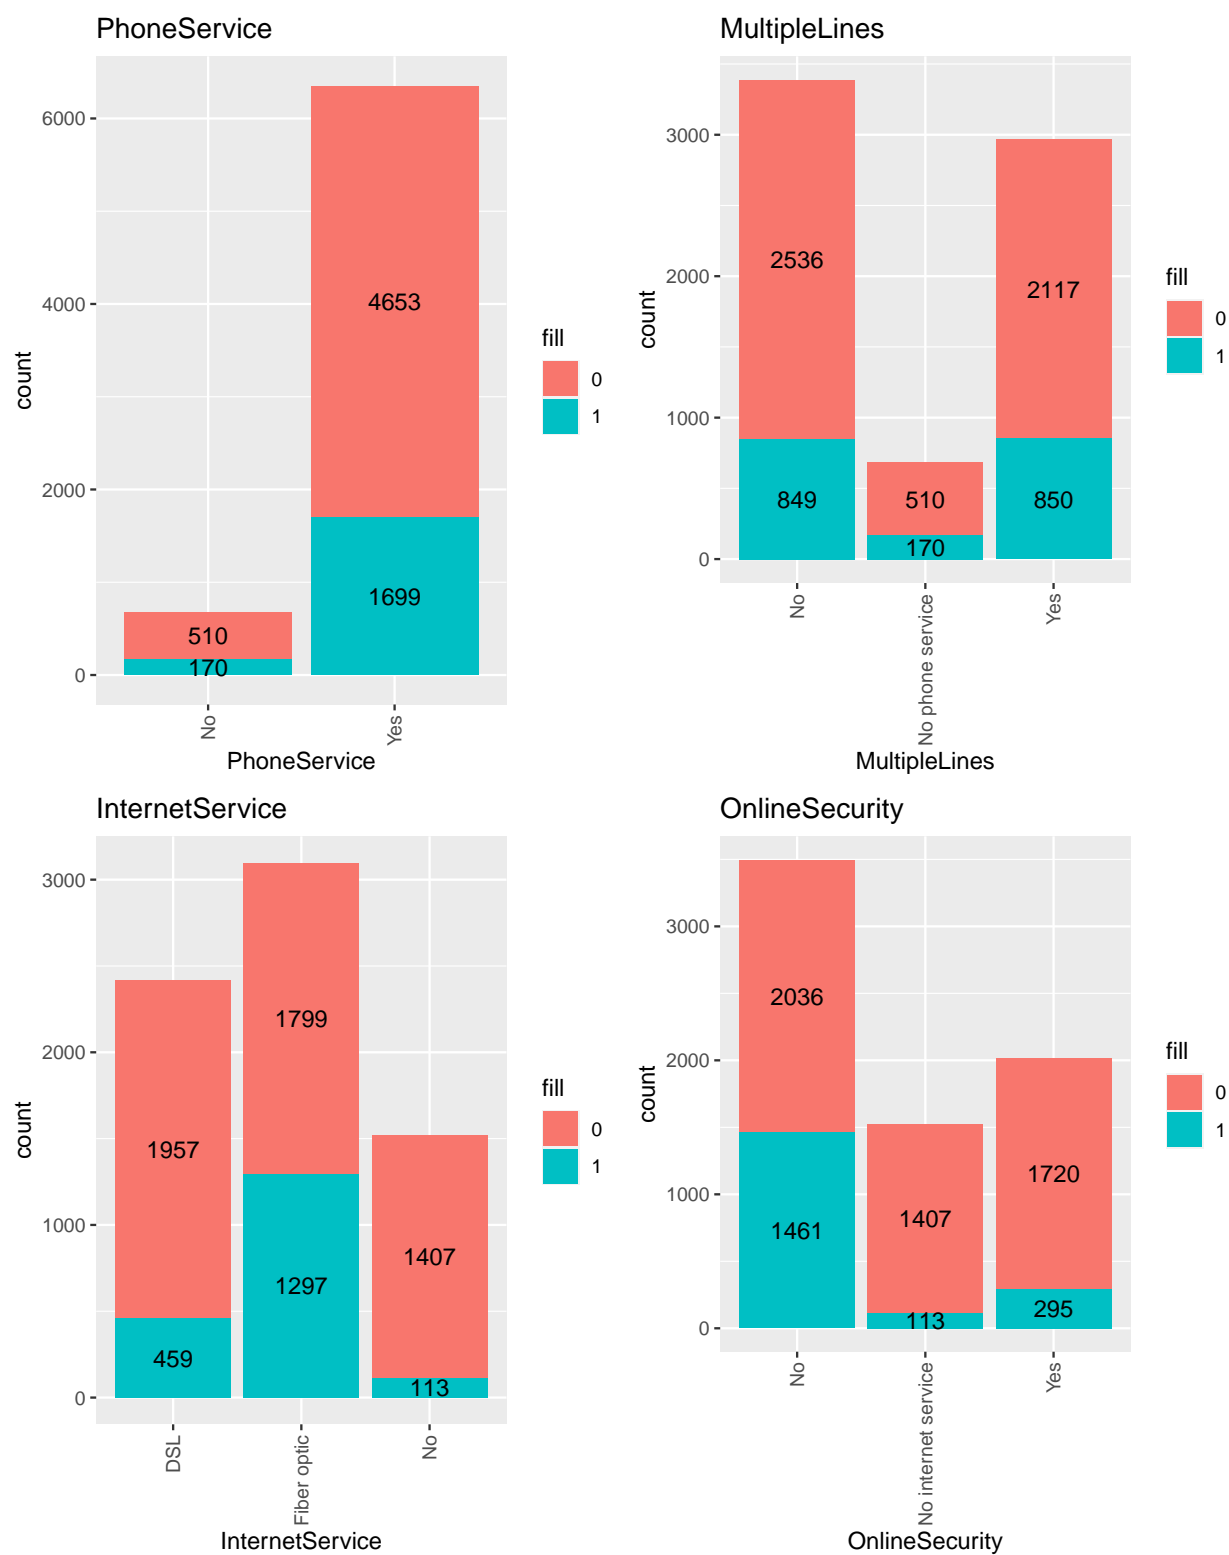 PhoneService
6000
4000
2000
0
count
4653
1699
510
170
No
Yes
PhoneService
fill
0
1
MultipleLines
3000
2000
1000
0
count
2536
849
510
170
2117
850
No
No phone service
Yes
MultipleLines
fill
0
1
InternetService
3000
2000
1000
0
count
1957
459
1799
1297
1407
113
DSL
Fiber optic
No
InternetService
fill
0
1
OnlineSecurity
3000
2000
1000
0
count
2036
1461
1407
113
1720
295
No
No internet service
Yes
OnlineSecurity
fill
0
1